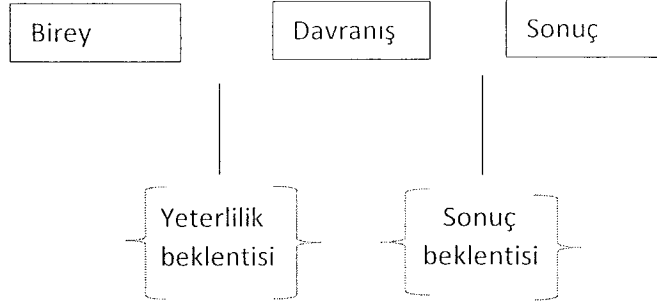 Birey
Davranış
Sonuç
Yeterlilik
beklentisi
Sonuç
beklentisi